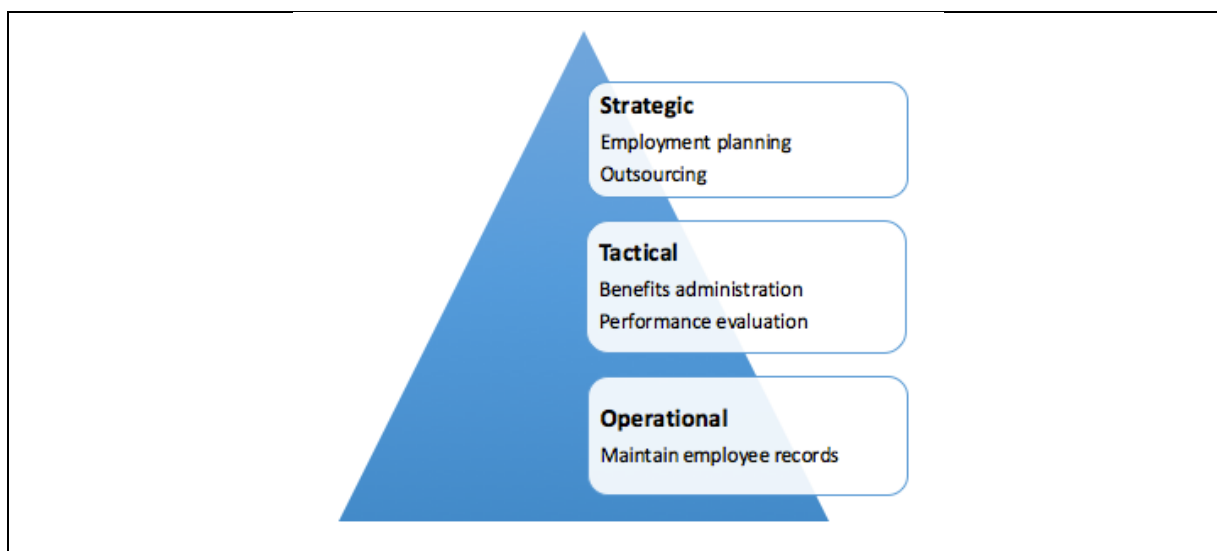 Strategic
Employment planning
Outsourcing
Tactical
Benefits administration
Performance evaluation
Operational
Maintain employee records